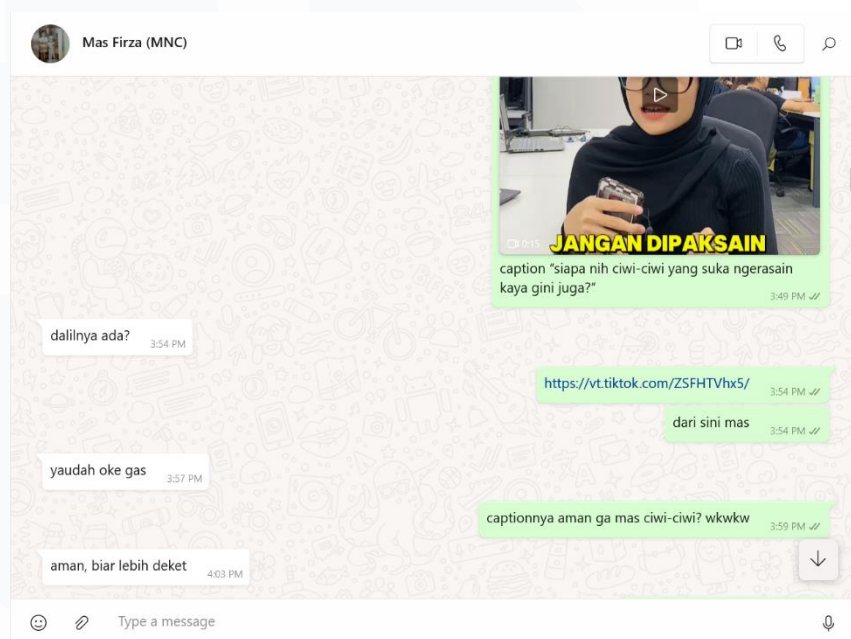 Mas Firza (MNC)
0:15
JANGAN DIPAKSAIN
caption "siapa nih ciwi-ciwi yang suka ngerasain
kaya gini juga?"
3:49 PM
dalilnya ada?
3:54 PM
https://vt.tiktok.com/ZSFHTVhx5/
3:54 PM
dari sini mas
3:54 PM
yaudah oke gas
3:57 PM
captionnya aman ga mas ciwi-ciwi? wkwkw
3:59 PM
aman, biar lebih deket
4:03 PM
Type a message